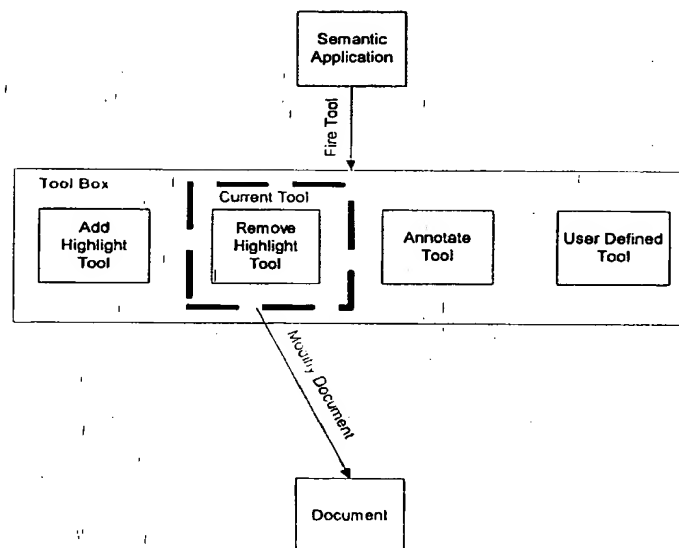 Semantic
Application
Fire Tool
Tool Box
Current Tool
Add
Highlight
Tool
Remove
Highlight
Tool
Annotate
Tool
User Defined
Tool
Modify Document
Document